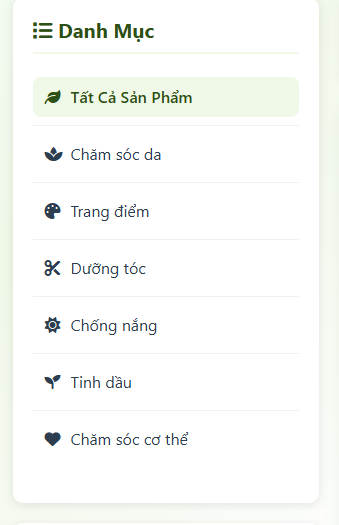 Danh Mục
Tất Cả Sản Phẩm
Chăm sóc da
Trang điểm
Dưỡng tóc
Chống nắng
Tinh dầu
Chăm sóc cơ thể